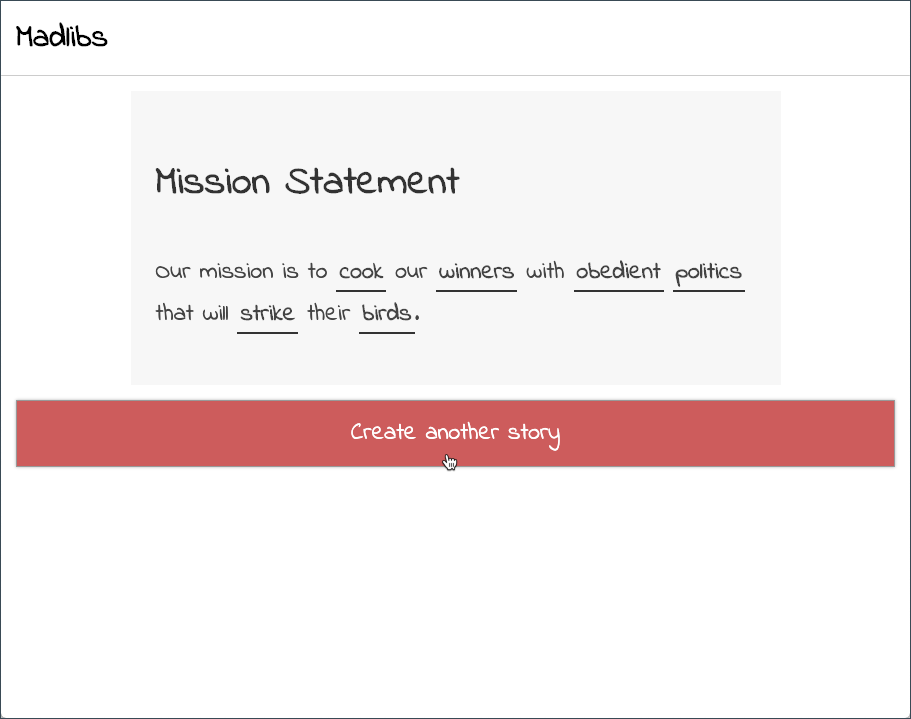 Madlibs
Mission Statement
Our mission is to cook our winners with obedient politics
that will strike their birds.
Create another story